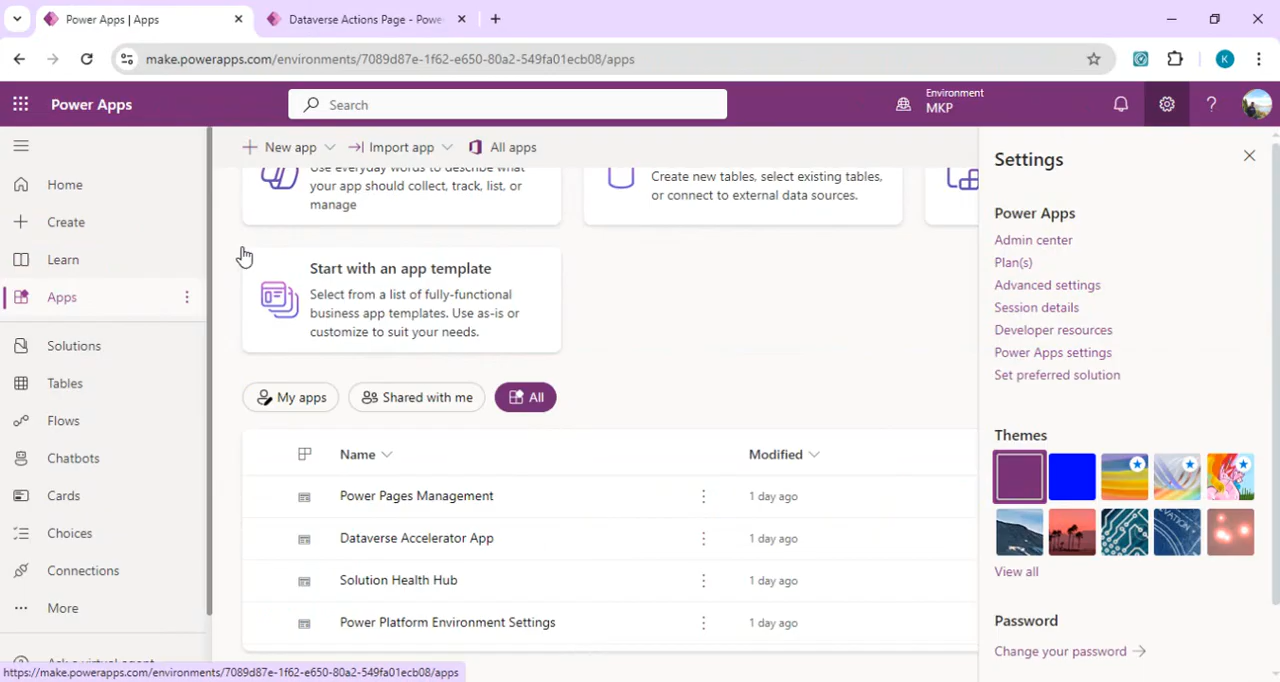 Power Apps | Apps
Dataverse Actions Page - Powe
make.powerapps.com/environments/7089d87e-1f62-e650-80a2-549fa01ecb08/apps
K
Power Apps
Search
Environment
MKP
?
Home
Create
Learn
Apps
Solutions
Tables
Flows
Chatbots
Cards
Choices
Connections
More
Ask a virtual agent
New app
Import app
All apps
Use everyday words to describe what
your app should collect, track, list, or
manage
Create new tables, select existing tables,
or connect to external data sources.
Start with an app template
Select from a list of fully-functional
business app templates. Use as-is or
customize to suit your needs.
My apps
Shared with me
All
Name
Modified
Power Pages Management
1 day ago
Dataverse Accelerator App
1 day ago
Solution Health Hub
1 day ago
Power Platform Environment Settings
1 day ago
Settings
Power Apps
Admin center
Plan(s)
Advanced settings
Session details
Developer resources
Power Apps settings
Set preferred solution
Themes
View all
Password
Change your password
https://make.powerapps.com/environments/7089d87e-1f62-e650-80a2-549fa01ecb08/apps